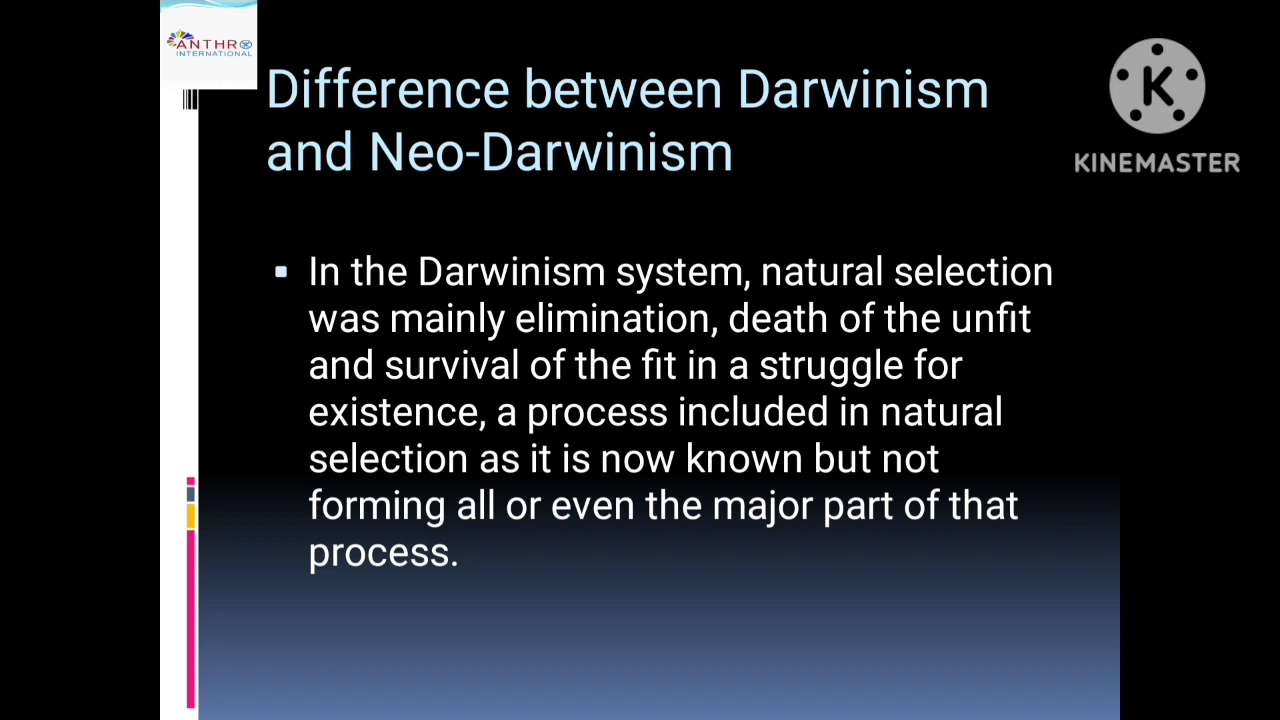 ANTHRO
INTERNATIONAL
Difference between Darwinism
and Neo-Darwinism
K
KINEMASTER
▪ In the Darwinism system, natural selection
was mainly elimination, death of the unfit
and survival of the fit in a struggle for
existence, a process included in natural
selection as it is now known but not
forming all or even the major part of that
process.